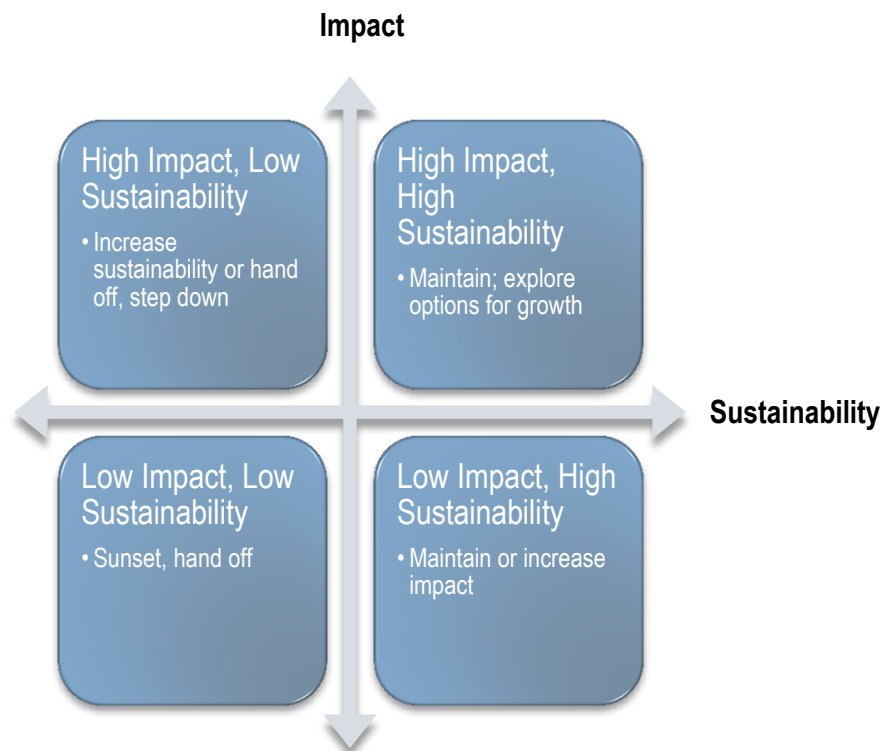 Impact
High Impact, Low
Sustainability
• Increase
sustainability or hand
off, step down
High Impact,
High
Sustainability
• Maintain; explore
options for growth
Sustainability
Low Impact, Low
Sustainability
• Sunset, hand off
Low Impact, High
Sustainability
• Maintain or increase
impact